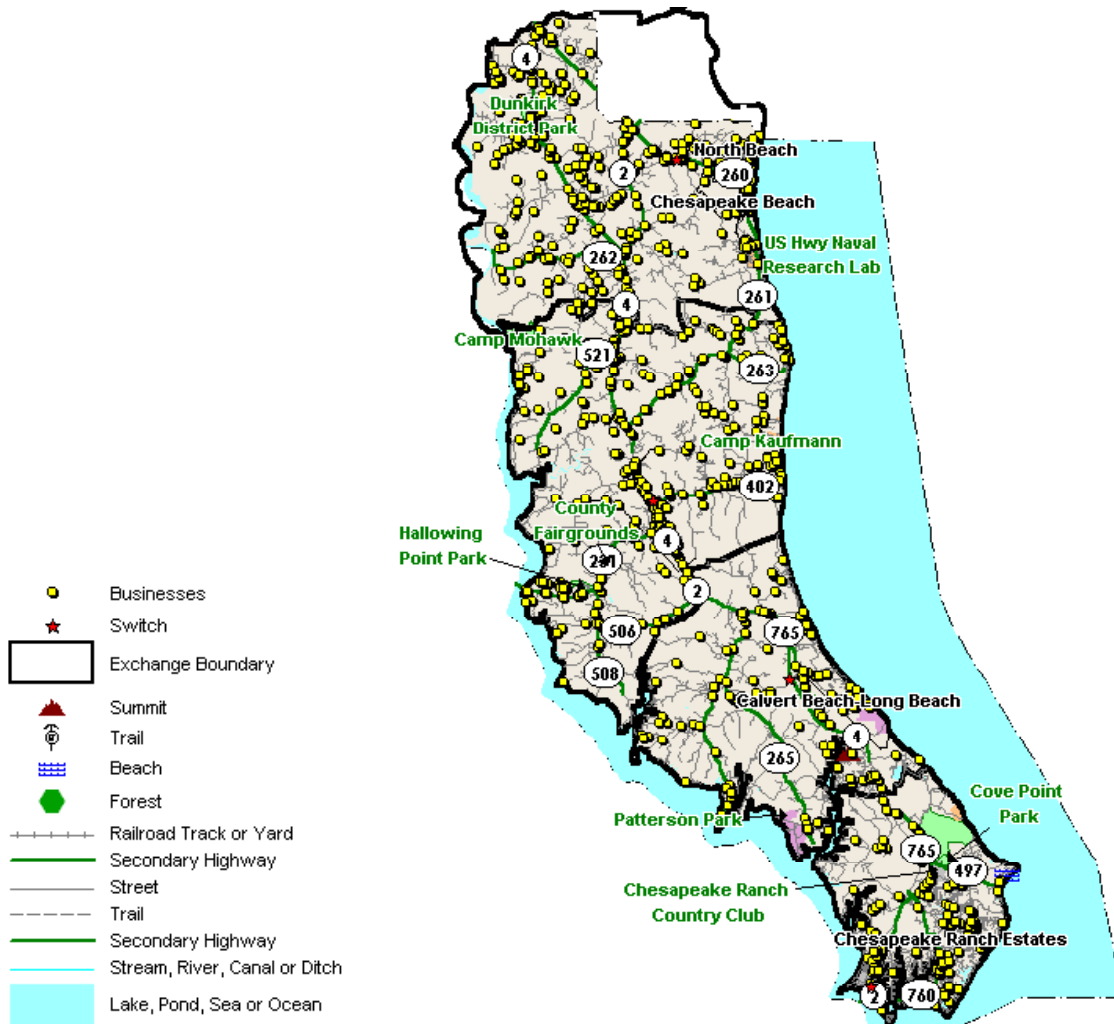 4
Dunkirk
District Park
North Beach
2
260
Chesapeake Beach
US Hwy Naval
Research Lab
262
261
4
Camp Mohawk
521
263
Camp Kaufmann
402
County
Fairgrounds
Hallowing
Point Park
4
2
506
765
508
Calvert Beach-Long Beach
4
265
Cove Point
Park
Patterson Park
765
497
Chesapeake Ranch
Country Club
Chesapeake Ranch Estates
2
760
Businesses
Switch
Exchange Boundary
Summit
Trail
Beach
Forest
Railroad Track or Yard
Secondary Highway
Street
Trail
Secondary Highway
Stream, River, Canal or Ditch
Lake, Pond, Sea or Ocean